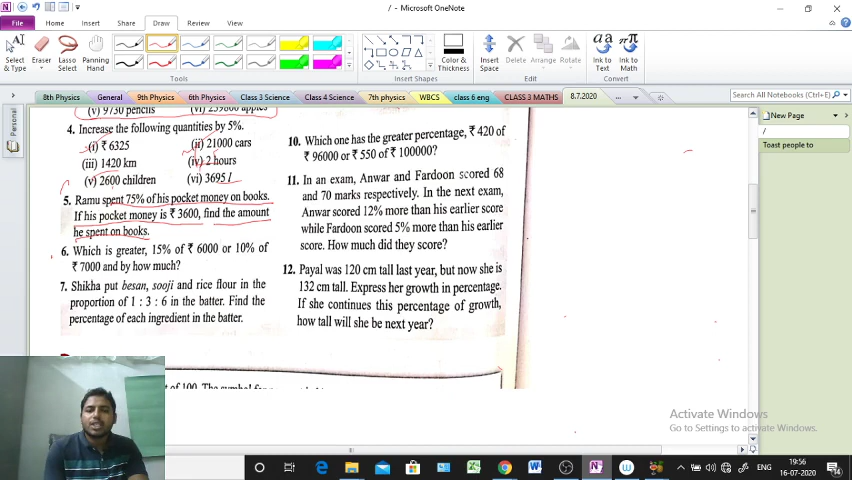 / - Microsoft OneNote
File Home Insert Draw History Review View
Select & Type
Eraser
Lasso Select
Panning Hand
Tools
Insert Shapes
Color & Thickness
Insert Space
Delete
Arrange
Rotate
Edit
Ink to Text
Ink to Math
Convert
8th Physics General 9th Physics 6th Physics Class 3 Science Class 4 Science 7th physics WBCS class 6 eng CLASS 3 MATHS 8.7.2020 ...
Search All Notebooks (Ctrl+E)
Personal
New Page
/
Toast people to
(v) 9730 pencils
4. Increase the following quantities by 5%.
(i) ₹ 6325 (ii) 21000 cars
(iii) 1420 km (iv) 2 hours
(v) 2600 children (vi) 3695 l
5. Ramu spent 75% of his pocket money on books.
If his pocket money is ₹ 3600, find the amount
he spent on books.
6. Which is greater, 15% of ₹ 6000 or 10% of
₹ 7000 and by how much?
7. Shikha put besan, sooji and rice flour in the
proportion of 1 : 3 : 6 in the batter. Find the
percentage of each ingredient in the batter.
10. Which one has the greater percentage, ₹ 420 of
₹ 96000 or ₹ 550 of ₹ 100000?
11. In an exam, Anwar and Fardoon scored 68
and 70 marks respectively. In the next exam,
Anwar scored 12% more than his earlier score
while Fardoon scored 5% more than his earlier
score. How much did they score?
12. Payal was 120 cm tall last year, but now she is
132 cm tall. Express her growth in percentage.
If she continues this percentage of growth,
how tall will she be next year?
Activate Windows
Go to Settings to activate Windows.
ENG
19:56
16-07-2020